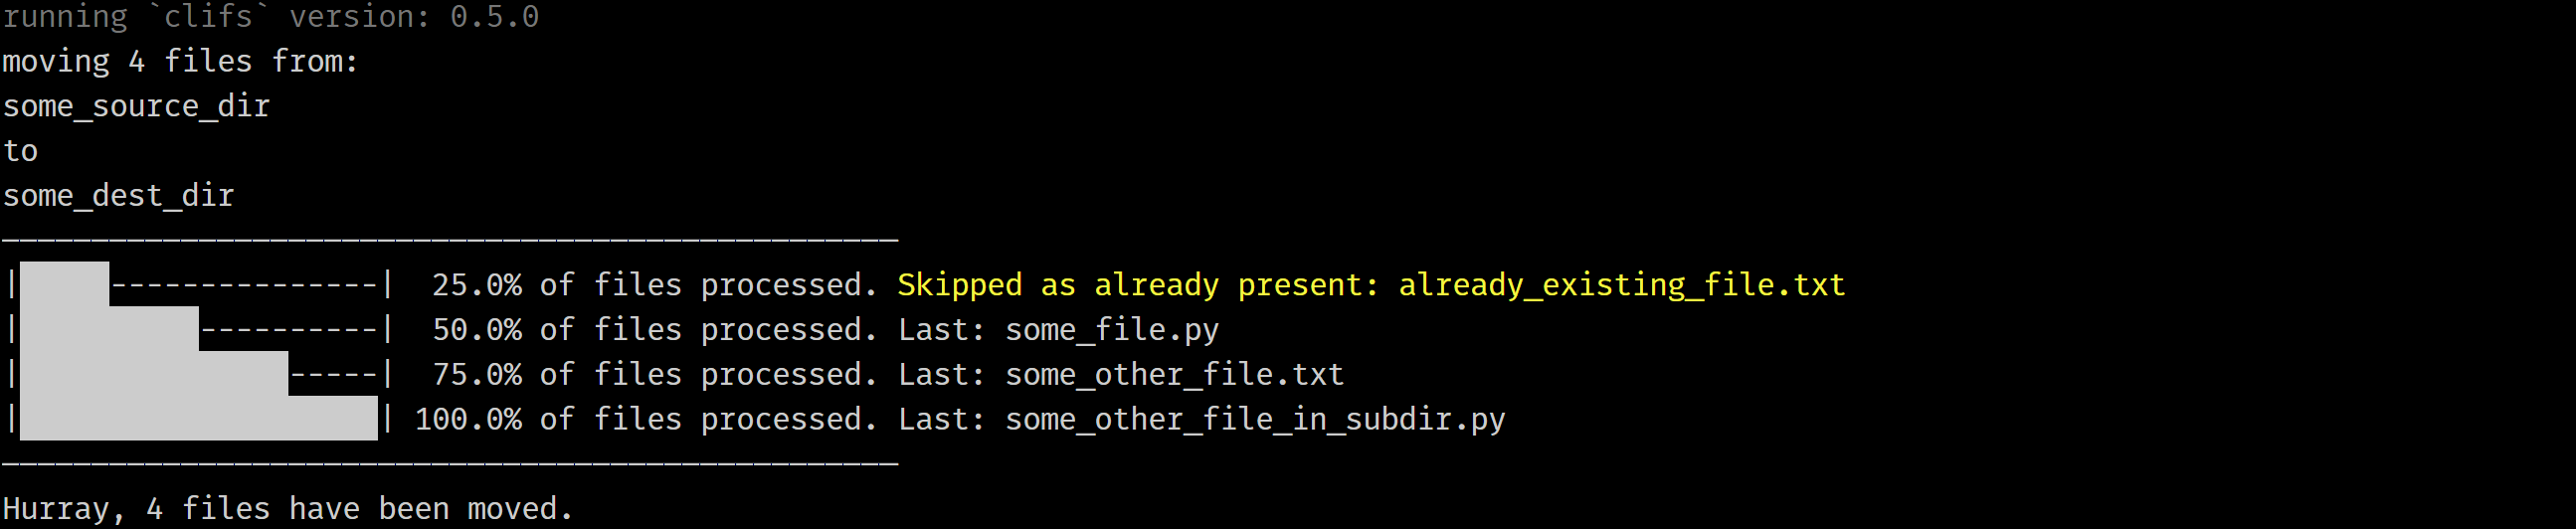 running `clifs` version: 0.5.0
moving 4 files from:
some_source_dir
to
some_dest_dir
——————————————————————————————————————————————————
|█████---------------|  25.0% of files processed. Skipped as already present: already_existing_file.txt
|██████████----------|  50.0% of files processed. Last: some_file.py
|███████████████-----|  75.0% of files processed. Last: some_other_file.txt
|████████████████████| 100.0% of files processed. Last: some_other_file_in_subdir.py
——————————————————————————————————————————————————
Hurray, 4 files have been moved.